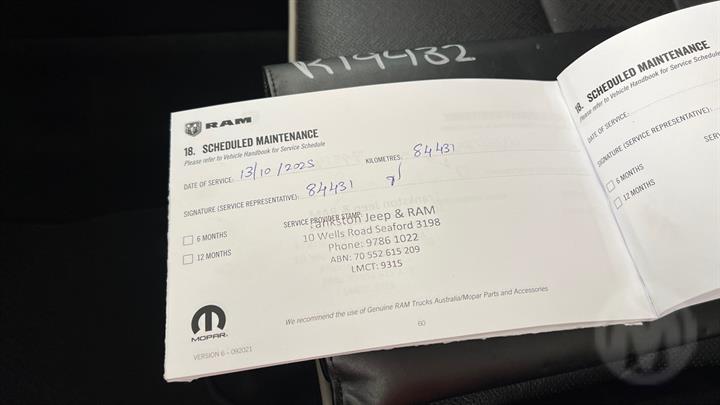 R19482
RAM
18. SCHEDULED MAINTENANCE
Please refer to Vehicle Handbook for Service Schedule
DATE OF SERVICE: 13/10/2025 KILOMETRES: 84431
SIGNATURE (SERVICE REPRESENTATIVE): 84431
SERVICE PROVIDER STAMP:
Frankston Jeep & RAM
10 Wells Road Seaford 3198
Phone: 9786 1022
ABN: 70 552 615 209
LMCT: 9315
6 MONTHS
12 MONTHS
MOPAR
We recommend the use of Genuine RAM Trucks Australia/Mopar Parts and Accessories
60
VERSION 6 – 092021
18. SCHEDULED MAINTENANCE
Please refer to Vehicle Handbook for Service Schedule
DATE OF SERVICE:
SIGNATURE (SERVICE REPRESENTATIVE):
SER
6 MONTHS
12 MONTHS
M